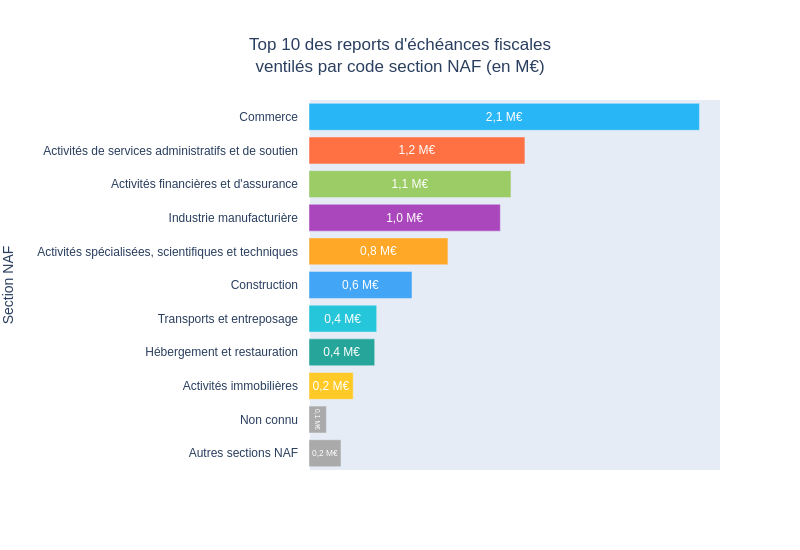 Top 10 des reports d'échéances fiscales
ventilés par code section NAF (en M€)
Section NAF
Commerce 2,1 M€
Activités de services administratifs et de soutien 1,2 M€
Activités financières et d'assurance 1,1 M€
Industrie manufacturière 1,0 M€
Activités spécialisées, scientifiques et techniques 0,8 M€
Construction 0,6 M€
Transports et entreposage 0,4 M€
Hébergement et restauration 0,4 M€
Activités immobilières 0,2 M€
Non connu 0,1 M€
Autres sections NAF 0,2 M€